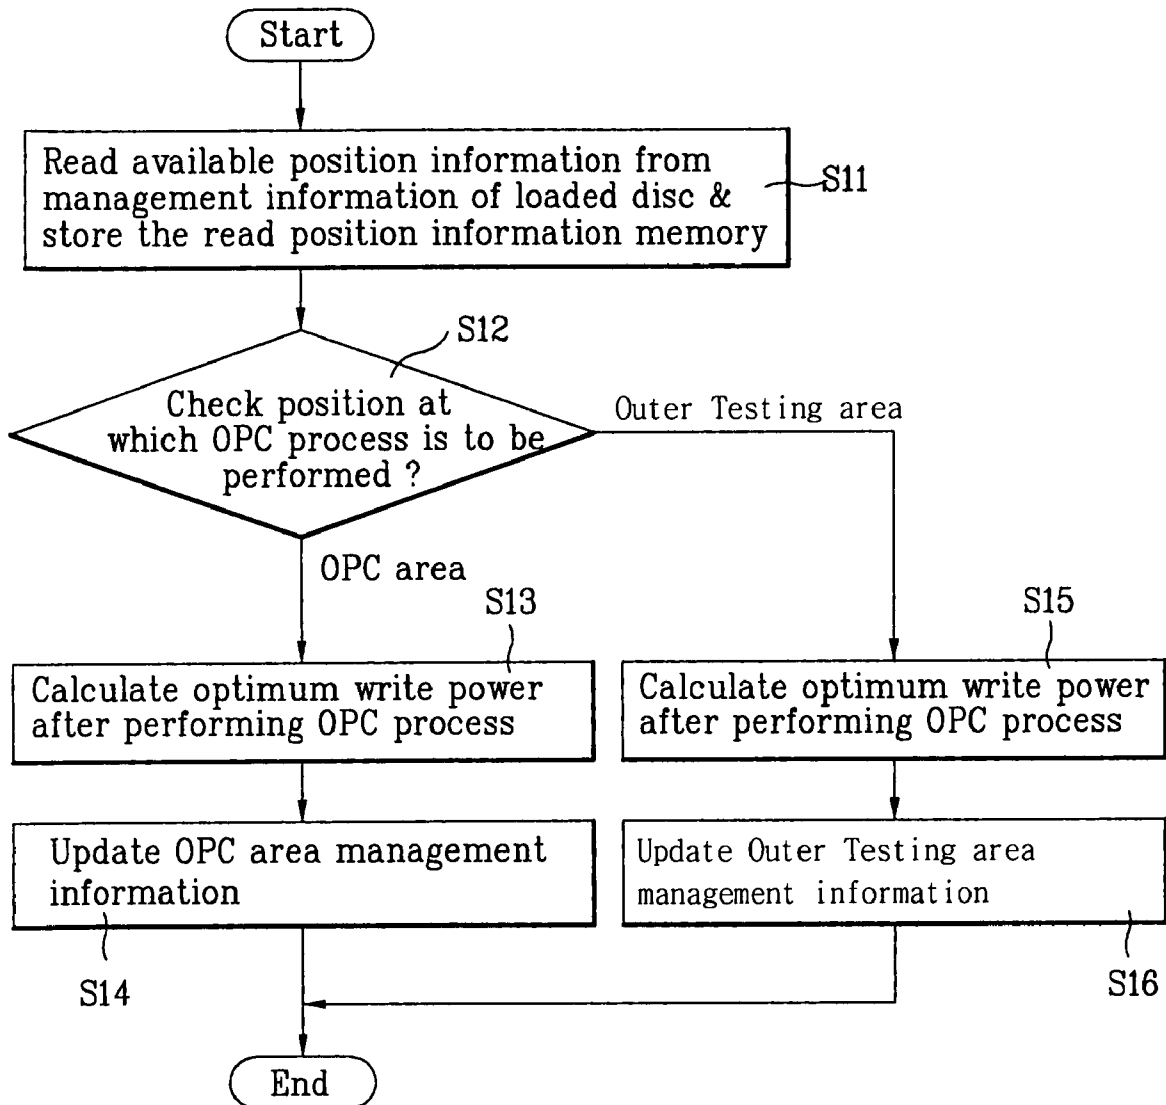 Start
Read available position information from
management information of loaded disc &
store the read position information memory
S11
S12
Check position at
which OPC process is to be
performed ?
Outer Testing area
OPC area
S13
S15
Calculate optimum write power
after performing OPC process
Calculate optimum write power
after performing OPC process
Update OPC area management
information
Update Outer Testing area
management information
S14
S16
End